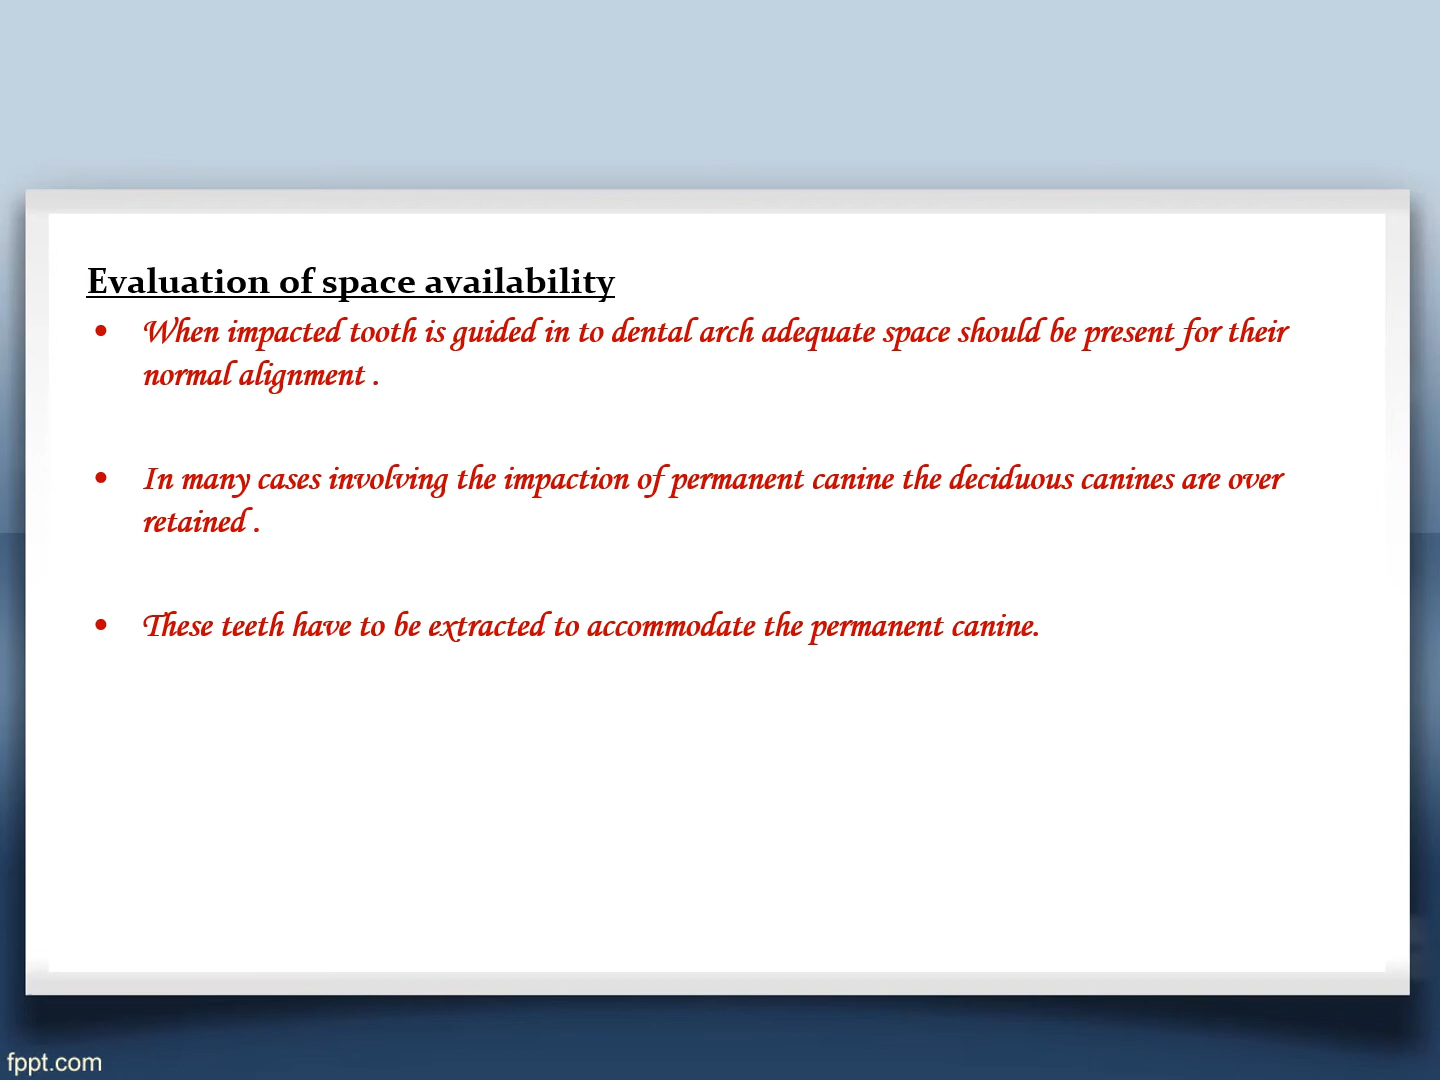 Evaluation of space availability
• When impacted tooth is guided in to dental arch adequate space should be present for their
normal alignment .
• In many cases involving the impaction of permanent canine the deciduous canines are over
retained .
• These teeth have to be extracted to accommodate the permanent canine.
fppt.com